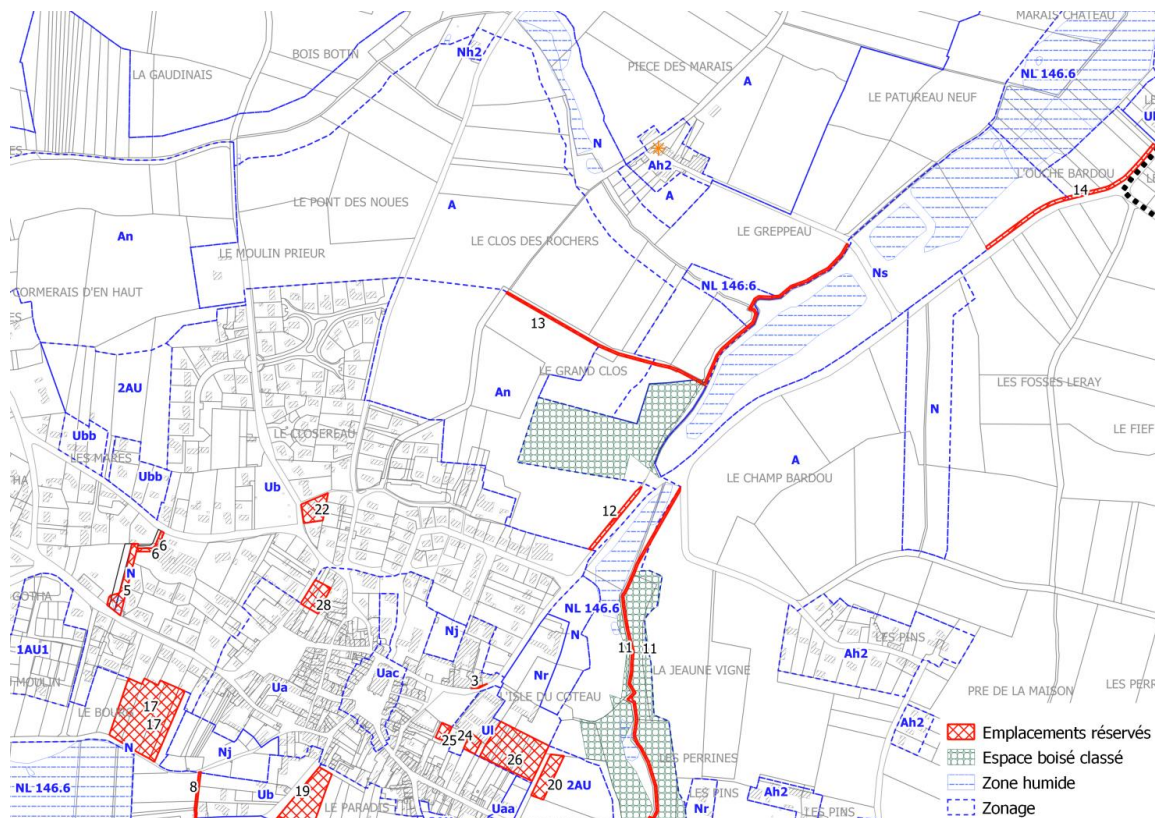 MARAIS CHATEAU
BOIS BOTIN
Nh2
LA GAUDINAIS
PIECE DES MARAIS
NL 146.6
A
LE PATUREAU NEUF
N
Ah2
L'OUCHE BARDOU
14
A
LE PONT DES NOUES
A
An
LE CLOS DES ROCHERS
LE GREPPEAU
LE MOULIN PRIEUR
Ns
NL 146.6
CORMERAIS D'EN HAUT
13
LE GRAND CLOS
2AU
An
LES FOSSES LERAY
N
LE FIEF
Ubb
LE CLOSEREAU
LES MARES
A
Ubb
LE CHAMP BARDOU
HA
Ub
22
12
6
6
N
5
GOTHA
28
NL 146.6
N
Nj
11
11
LES PINS
1AU1
Ah2
LA JEAUNE VIGNE
Nr
3
Uac
Ua
L'ISLE DU COTEAU
PRE DE LA MAISON
LES PERR
17
LE BOURG
17
Ah2
Ul
24
25
N
Nj
26
LES PERRINES
NL 146.6
8
Ub
20
2AU
19
LE PARADIS
Uaa
Nr
LES PINS
Ah2
LES PINS
Emplacements réservés
Espace boisé classé
Zone humide
Zonage